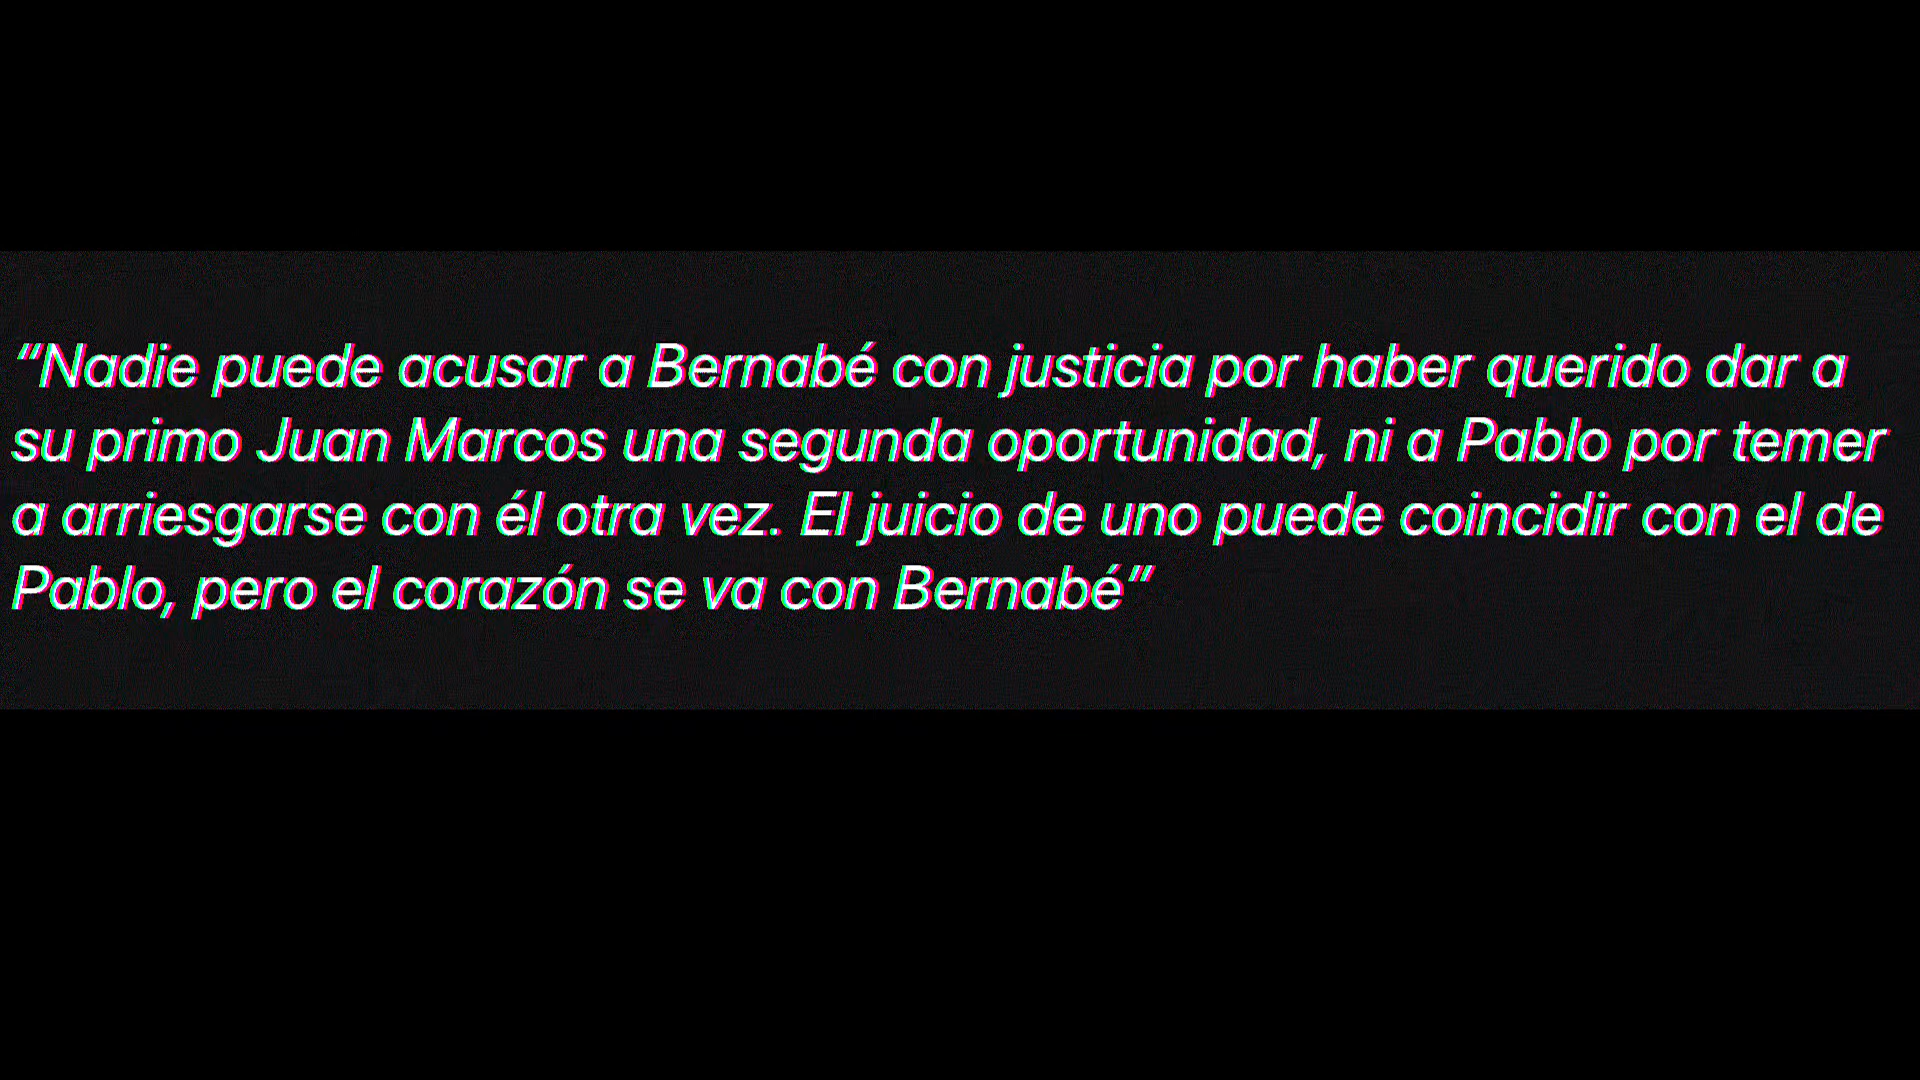 “Nadie puede acusar a Bernabé con justicia por haber querido dar a
su primo Juan Marcos una segunda oportunidad, ni a Pablo por temer
a arriesgarse con él otra vez. El juicio de uno puede coincidir con el de
Pablo, pero el corazón se va con Bernabé”